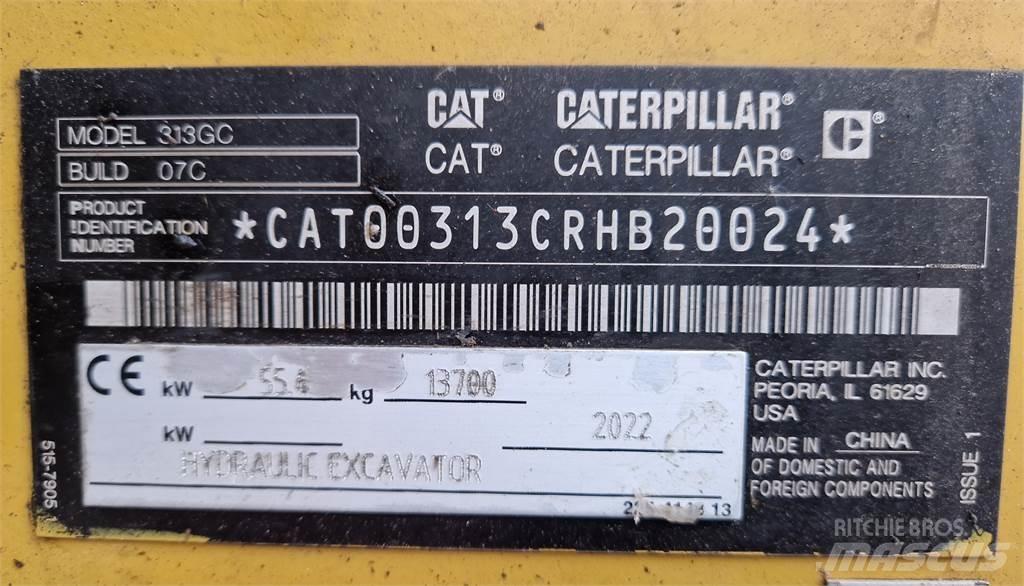 CAT® CATERPILLAR® C®
MODEL 313GC
CAT® CATERPILLAR®
BUILD 07C
PRODUCT
IDENTIFICATION
NUMBER
*CAT00313CRHB20024*
CE kW 55.4 kg 13700
kW 2022
HYDRAULIC EXCAVATOR
13
CATERPILLAR INC.
PEORIA, IL 61629
USA
MADE IN CHINA
OF DOMESTIC AND
FOREIGN COMPONENTS
515-7905 1
ISSUE 1
RITCHIE BROS.
MASCUS